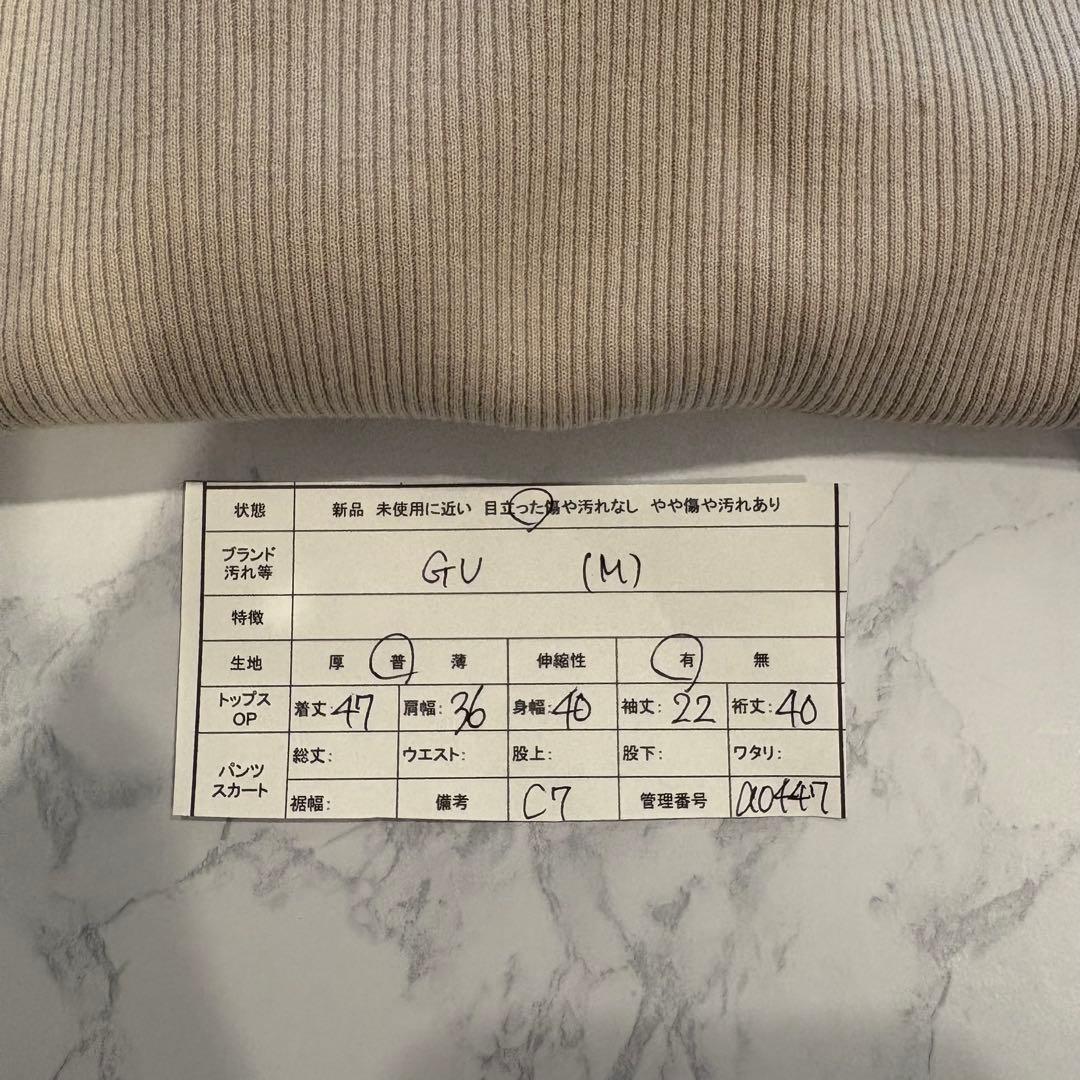 状態 新品 未使用に近い 目立った傷や汚れなし やや傷や汚れあり
ブランド
汚れ等 GU (M)
特徴
生地 厚 普 薄 伸縮性 有 無
トップス
OP 着丈:47 肩幅:36 身幅:40 袖丈:22 裄丈:40
パンツ
スカート 総丈: ウエスト: 股上: 股下: ワタリ:
裾幅: 備考 C7 管理番号 a0447